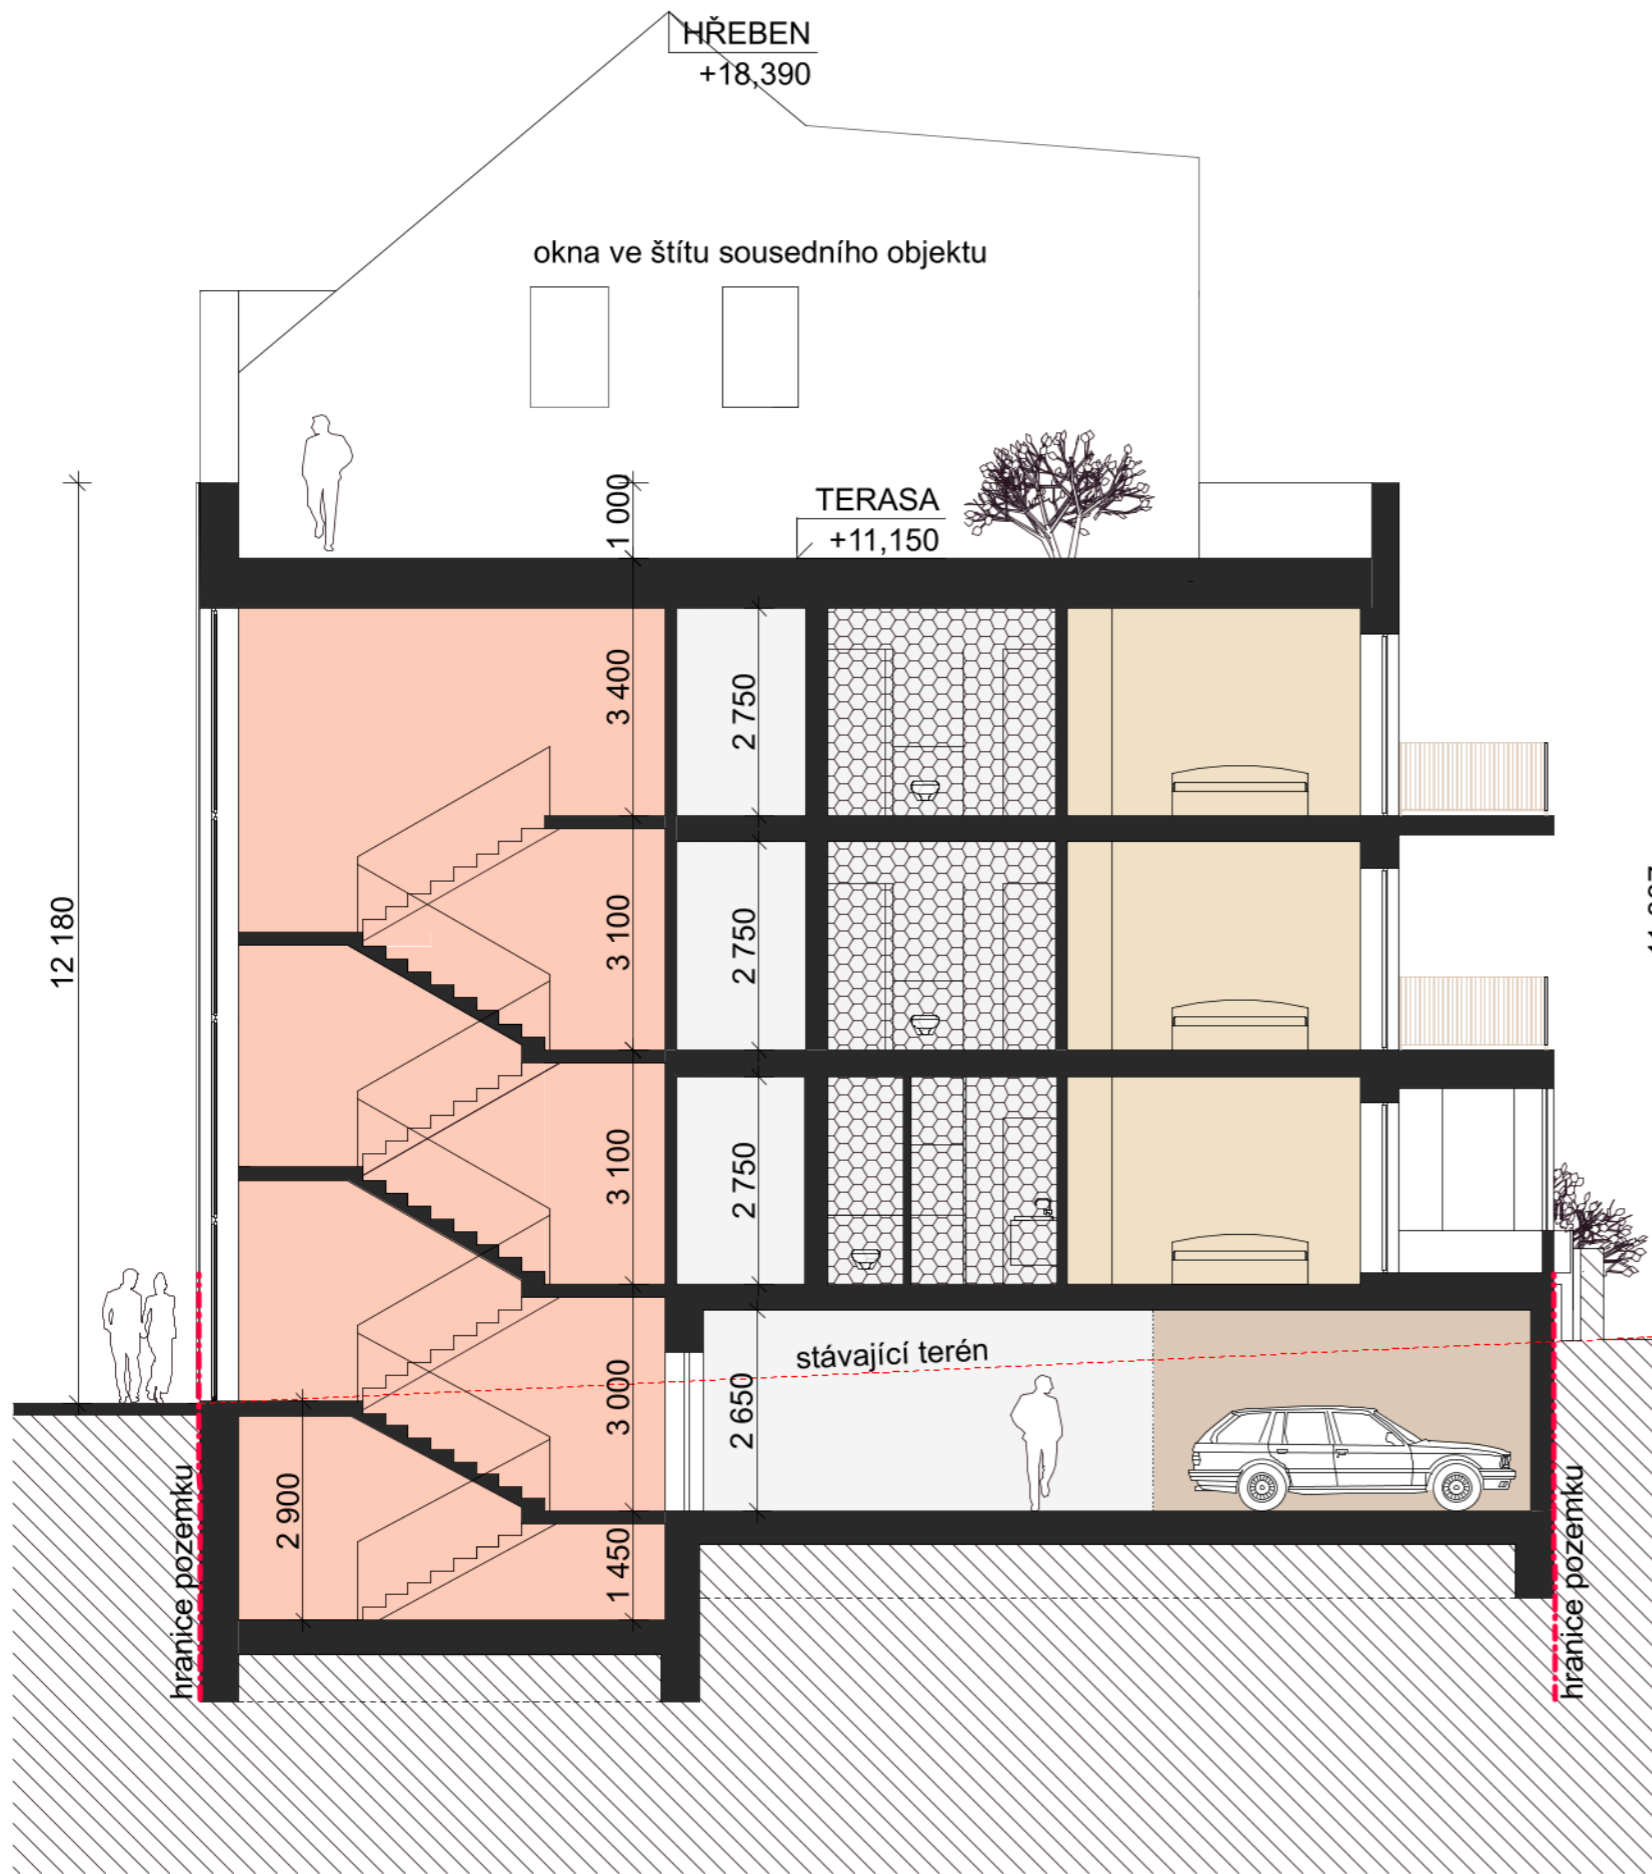 HŘEBEN
+18,390
okna ve štítu sousedního objektu
1 000
TERASA
+11,150
3 400
2 750
12 180
3 100
2 750
3 100
2 750
stávající terén
3 000
2 650
2 900
1 450
hranice pozemku
hranice pozemku